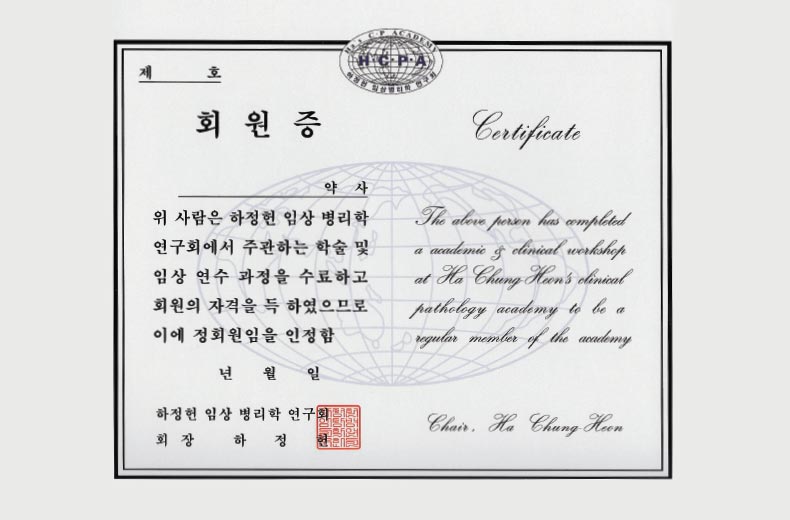 Ha's C P ACADEMY
H·C·P·A
하정헌 임상병리학 연구회
제 호
회 원 증
Certificate
약 사
위 사람은 하정헌 임상 병리학
연구회에서 주관하는 학술 및
임상 연수 과정을 수료하고
회원의 자격을 득 하였으므로
이에 정회원임을 인정함
년 월 일
하정헌 임상 병리학 연구회
회 장 하 정 헌
The above person has completed
a academic & clinical workshop
at Ha Chung-Heon's clinical
pathology academy to be a
regular member of the academy
Chair, Ha Chung-Heon